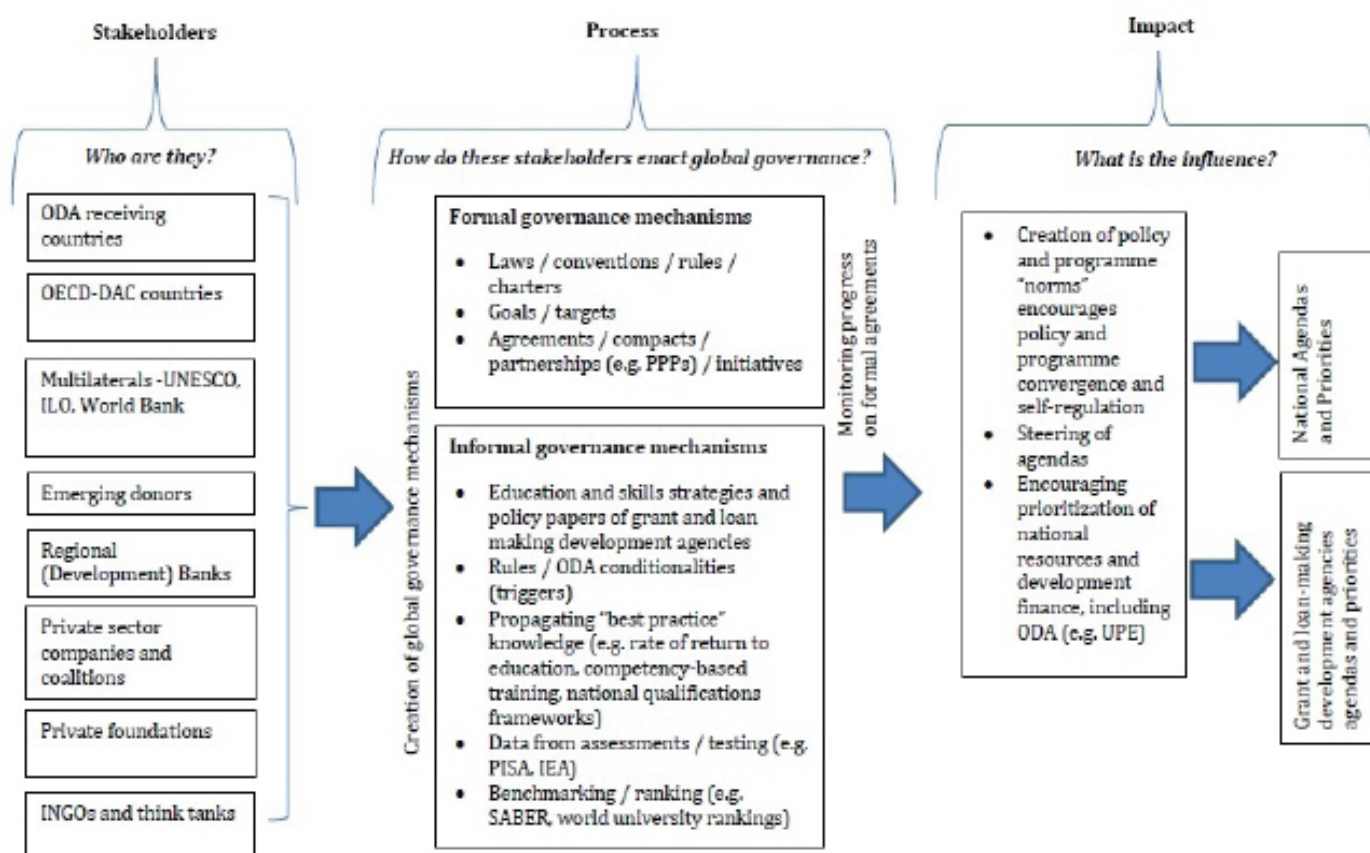 Stakeholders
Process
Impact
Who are they?
How do these stakeholders enact global governance?
What is the influence?
ODA receiving
countries
OECD-DAC countries
Multilaterals -UNESCO,
ILO, World Bank
Emerging donors
Regional
(Development) Banks
Private sector
companies and
coalitions
Private foundations
INGOs and think tanks
Creation of global governance mechanisms
Formal governance mechanisms
• Laws / conventions / rules /
charters
• Goals / targets
• Agreements / compacts /
partnerships (e.g. PPPs) / initiatives
Informal governance mechanisms
• Education and skills strategies and
policy papers of grant and loan
making development agencies
• Rules / ODA conditionalities
(triggers)
• Propagating "best practice"
knowledge (e.g. rate of return to
education, competency-based
training, national qualifications
frameworks)
• Data from assessments / testing (e.g.
PISA, IEA)
• Benchmarking / ranking (e.g.
SABER, world university rankings)
Monitoring progress
on formal agreements
• Creation of policy
and programme
"norms"
encourages
policy and
programme
convergence and
self-regulation
• Steering of
agendas
• Encouraging
prioritization of
national
resources and
development
finance, including
ODA (e.g. UPE)
National Agendas
and Priorities
Grant and loan-making
development agencies
agendas and priorities